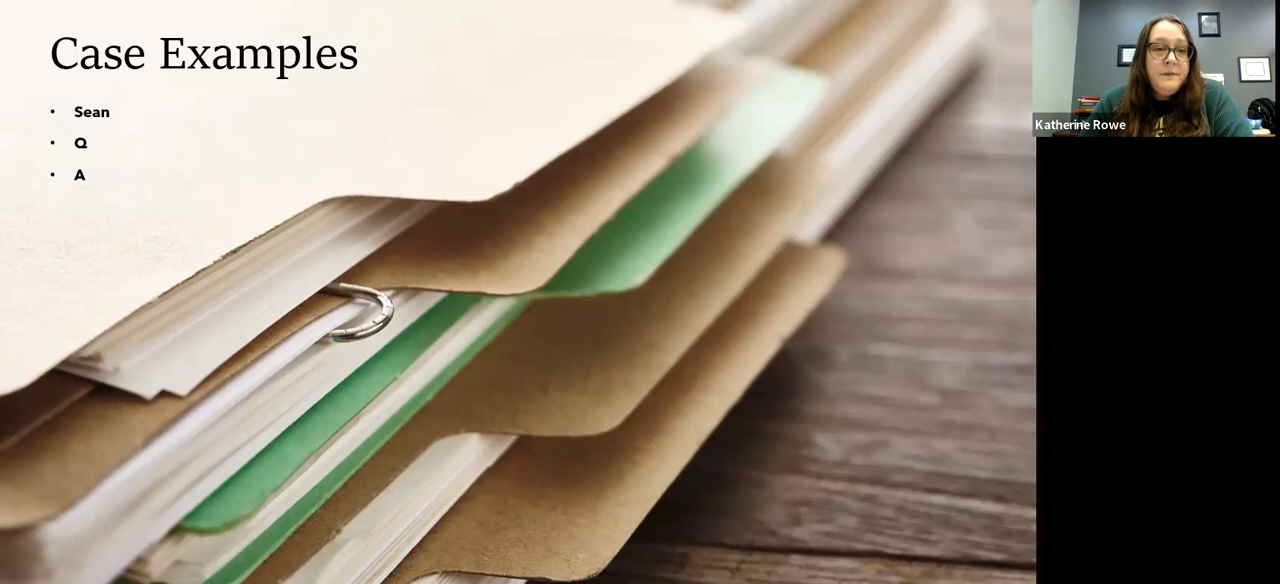 Case Examples
• Sean
• Q
• A
Katherine Rowe